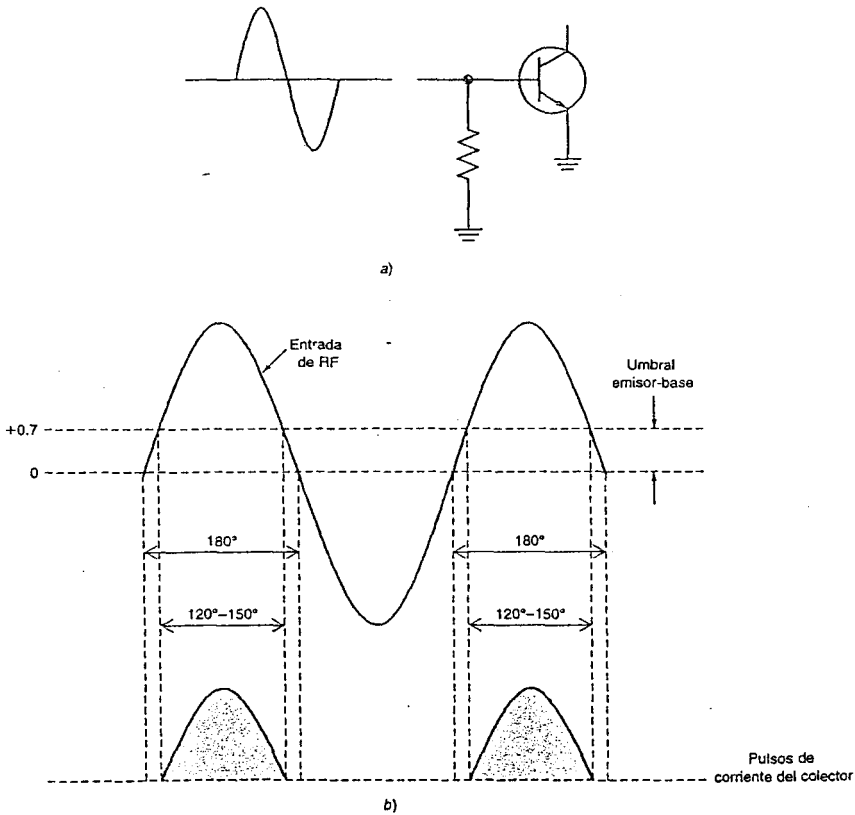 a)
Entrada
de RF
Umbral
emisor-base
+0.7
0
180°
180°
120°–150°
120°–150°
Pulsos de
corriente del colector
b)